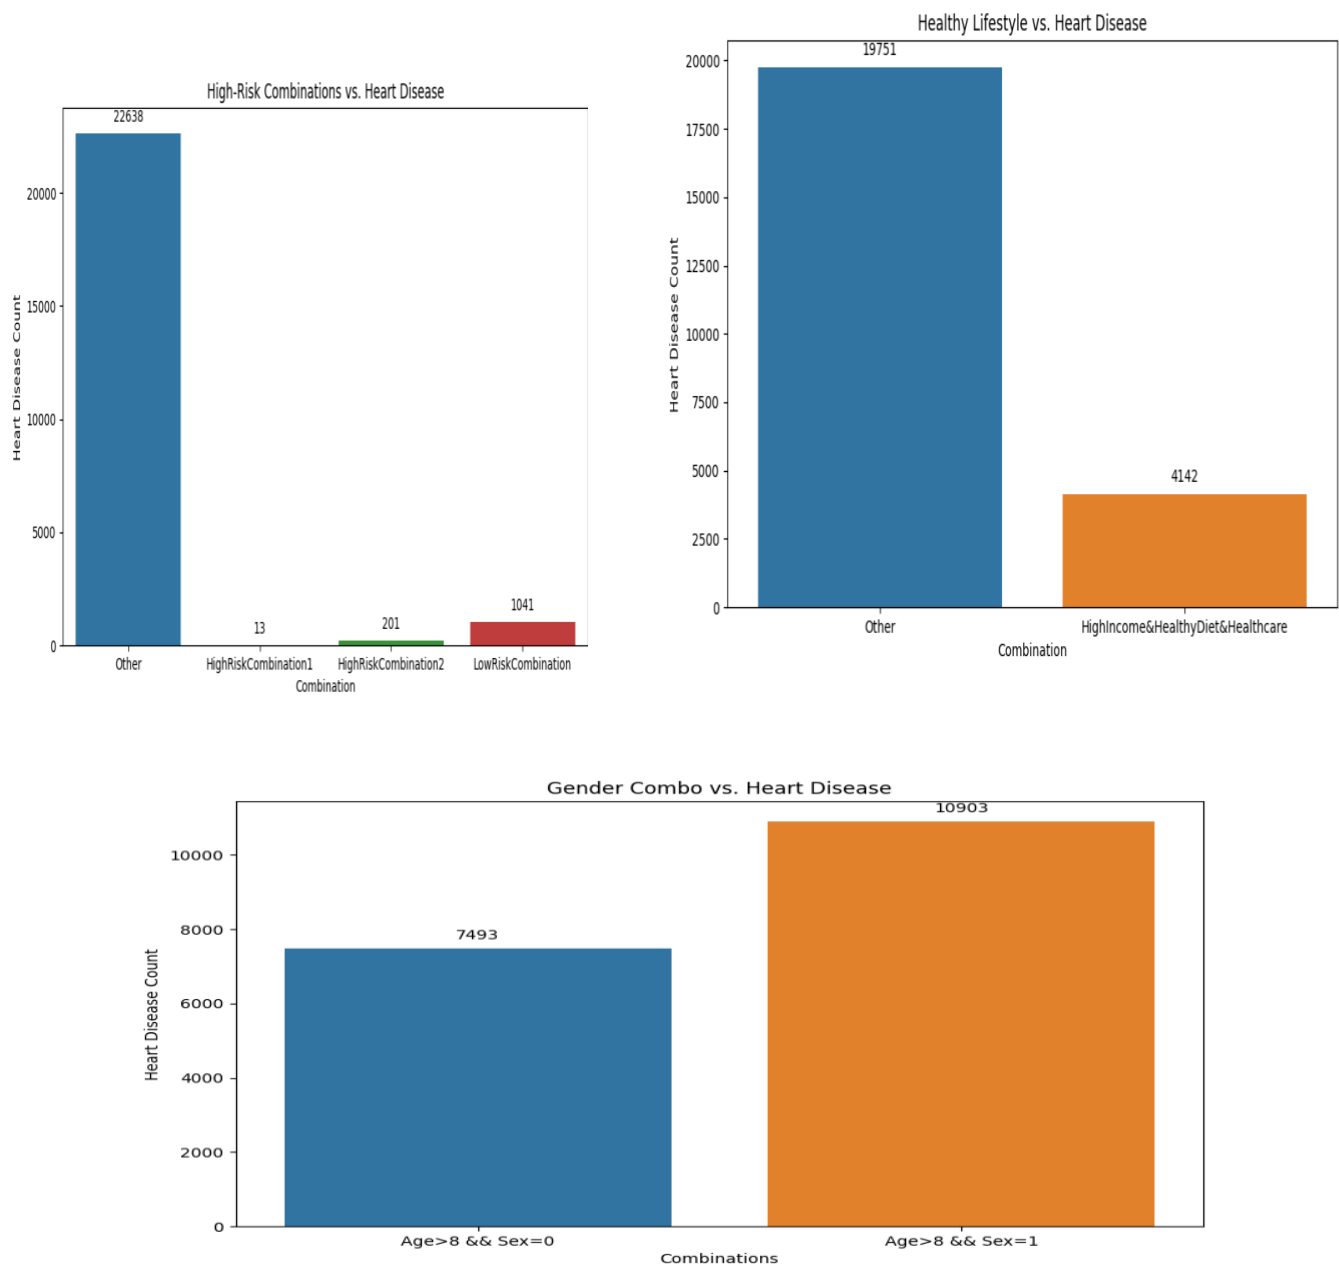 High-Risk Combinations vs. Heart Disease
22638
20000
15000
10000
5000
0
13
201
1041
Heart Disease Count
Other HighRiskCombination1 HighRiskCombination2 LowRiskCombination
Combination
Healthy Lifestyle vs. Heart Disease
19751
20000
17500
15000
12500
10000
7500
5000
2500
0
4142
Heart Disease Count
Other HighIncome&HealthyDiet&Healthcare
Combination
Gender Combo vs. Heart Disease
10903
10000
8000
6000
4000
2000
0
7493
Heart Disease Count
Age>8 && Sex=0 Age>8 && Sex=1
Combinations